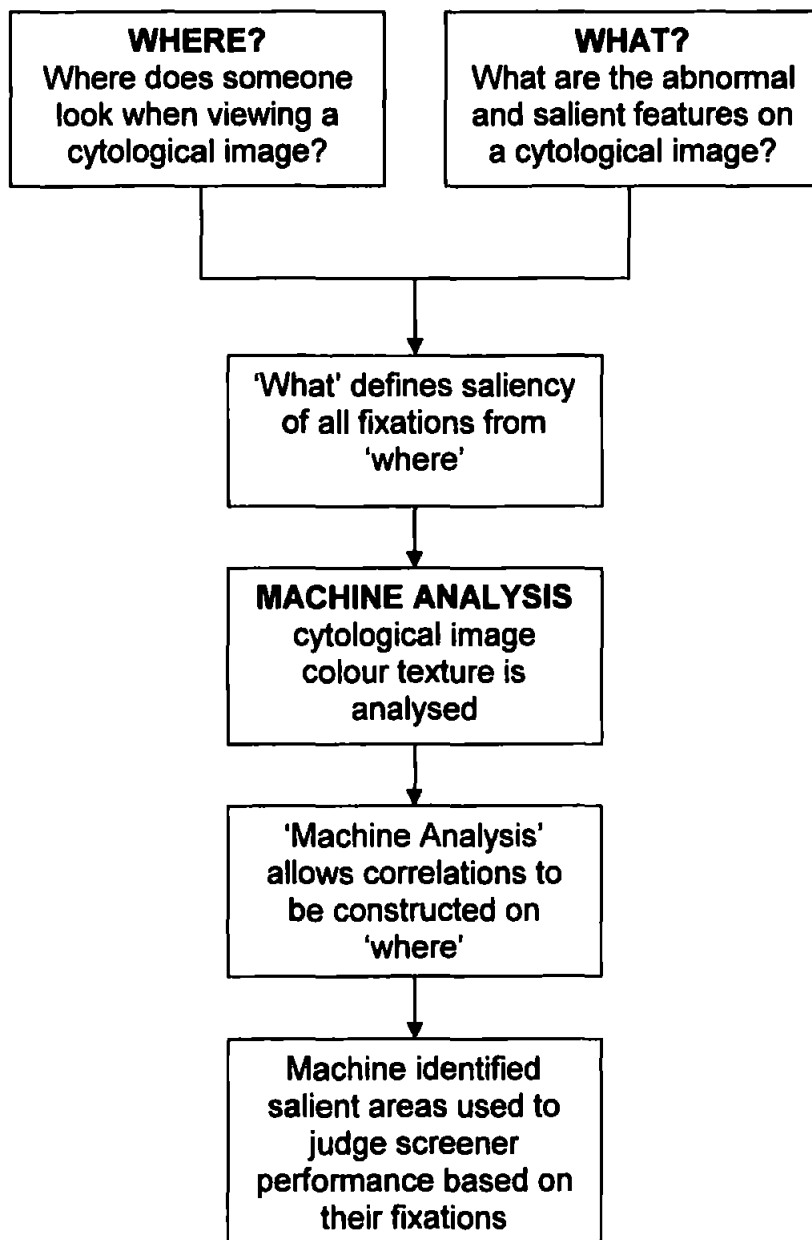 WHERE?
Where does someone
look when viewing a
cytological image?
WHAT?
What are the abnormal
and salient features on
a cytological image?
‘What’ defines saliency
of all fixations from
‘where’
MACHINE ANALYSIS
cytological image
colour texture is
analysed
‘Machine Analysis’
allows correlations to
be constructed on
‘where’
Machine identified
salient areas used to
judge screener
performance based on
their fixations